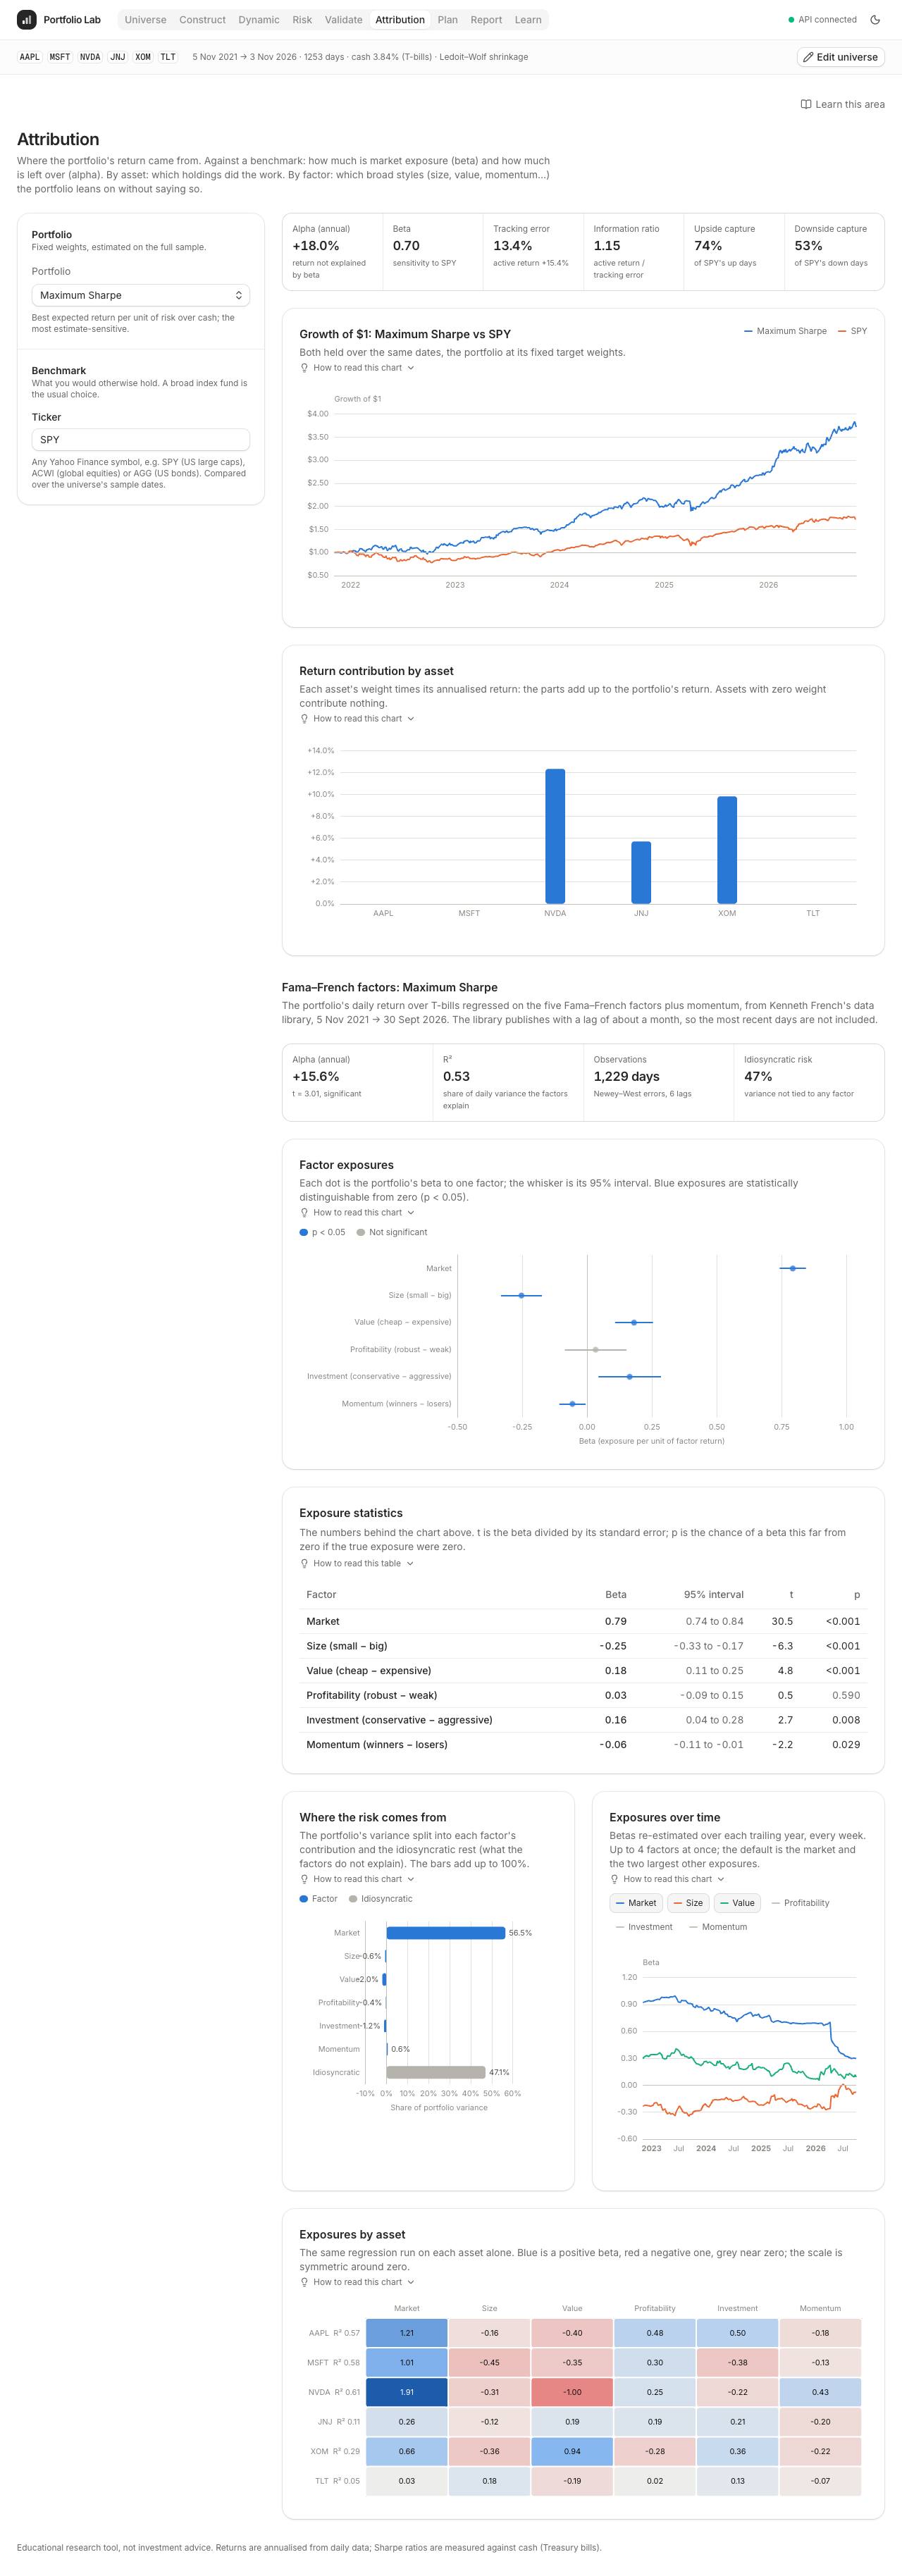 Portfolio Lab
Universe Construct Dynamic Risk Validate Attribution Plan Report Learn
API connected
AAPL MSFT NVDA JNJ XOM TLT 5 Nov 2021 → 3 Nov 2026 · 1253 days · cash 3.84% (T-bills) · Ledoit–Wolf shrinkage
Edit universe
Learn this area
Attribution
Where the portfolio's return came from. Against a benchmark: how much is market exposure (beta) and how much
is left over (alpha). By asset: which holdings did the work. By factor: which broad styles (size, value, momentum…)
the portfolio leans on without saying so.
Portfolio
Fixed weights, estimated on the full sample.
Portfolio
Maximum Sharpe
Best expected return per unit of risk over cash; the
most estimate-sensitive.
Benchmark
What you would otherwise hold. A broad index fund is
the usual choice.
Ticker
SPY
Any Yahoo Finance symbol, e.g. SPY (US large caps),
ACWI (global equities) or AGG (US bonds). Compared
over the universe's sample dates.
Alpha (annual)
+18.0%
return not explained
by beta
Beta
0.70
sensitivity to SPY
Tracking error
13.4%
active return +15.4%
Information ratio
1.15
active return /
tracking error
Upside capture
74%
of SPY's up days
Downside capture
53%
of SPY's down days
Growth of $1: Maximum Sharpe vs SPY
Maximum Sharpe SPY
Both held over the same dates, the portfolio at its fixed target weights.
How to read this chart
Growth of $1
$4.00
$3.50
$3.00
$2.50
$2.00
$1.50
$1.00
$0.50
2022 2023 2024 2025 2026
Return contribution by asset
Each asset's weight times its annualised return: the parts add up to the portfolio's return. Assets with zero weight
contribute nothing.
How to read this chart
+14.0%
+12.0%
+10.0%
+8.0%
+6.0%
+4.0%
+2.0%
0.0%
AAPL MSFT NVDA JNJ XOM TLT
Fama–French factors: Maximum Sharpe
The portfolio's daily return over T-bills regressed on the five Fama–French factors plus momentum, from Kenneth French's data
library, 5 Nov 2021 → 30 Sept 2026. The library publishes with a lag of about a month, so the most recent days are not included.
Alpha (annual)
+15.6%
t = 3.01, significant
R²
0.53
share of daily variance the factors
explain
Observations
1,229 days
Newey–West errors, 6 lags
Idiosyncratic risk
47%
variance not tied to any factor
Factor exposures
Each dot is the portfolio's beta to one factor; the whisker is its 95% interval. Blue exposures are statistically
distinguishable from zero (p < 0.05).
How to read this chart
p < 0.05 Not significant
Market
Size (small − big)
Value (cheap − expensive)
Profitability (robust − weak)
Investment (conservative − aggressive)
Momentum (winners − losers)
-0.50 -0.25 0.00 0.25 0.50 0.75 1.00
Beta (exposure per unit of factor return)
Exposure statistics
The numbers behind the chart above. t is the beta divided by its standard error; p is the chance of a beta this far from
zero if the true exposure were zero.
How to read this table
Factor Beta 95% interval t p
Market 0.79 0.74 to 0.84 30.5 <0.001
Size (small − big) -0.25 -0.33 to -0.17 -6.3 <0.001
Value (cheap − expensive) 0.18 0.11 to 0.25 4.8 <0.001
Profitability (robust − weak) 0.03 -0.09 to 0.15 0.5 0.590
Investment (conservative − aggressive) 0.16 0.04 to 0.28 2.7 0.008
Momentum (winners − losers) -0.06 -0.11 to -0.01 -2.2 0.029
Where the risk comes from
The portfolio's variance split into each factor's
contribution and the idiosyncratic rest (what the
factors do not explain). The bars add up to 100%.
How to read this chart
Factor Idiosyncratic
Market 56.5%
Size -0.6%
Value -2.0%
Profitability -0.4%
Investment -1.2%
Momentum 0.6%
Idiosyncratic 47.1%
-10% 0% 10% 20% 30% 40% 50% 60%
Share of portfolio variance
Exposures over time
Betas re-estimated over each trailing year, every week.
Up to 4 factors at once; the default is the market and
the two largest other exposures.
How to read this chart
Market Size Value Profitability
Investment Momentum
Beta
1.20
0.90
0.60
0.30
0.00
-0.30
-0.60
2023 Jul 2024 Jul 2025 Jul 2026 Jul
Exposures by asset
The same regression run on each asset alone. Blue is a positive beta, red a negative one, grey near zero; the scale is
symmetric around zero.
How to read this chart
Market Size Value Profitability Investment Momentum
AAPL R² 0.57 1.21 -0.16 -0.40 0.48 0.50 -0.18
MSFT R² 0.58 1.01 -0.45 -0.35 0.30 -0.38 -0.13
NVDA R² 0.61 1.91 -0.31 -1.00 0.25 -0.22 0.43
JNJ R² 0.11 0.26 -0.12 0.19 0.19 0.21 -0.20
XOM R² 0.29 0.66 -0.36 0.94 -0.28 0.36 -0.22
TLT R² 0.05 0.03 0.18 -0.19 0.02 0.13 -0.07
Educational research tool, not investment advice. Returns are annualised from daily data; Sharpe ratios are measured against cash (Treasury bills).